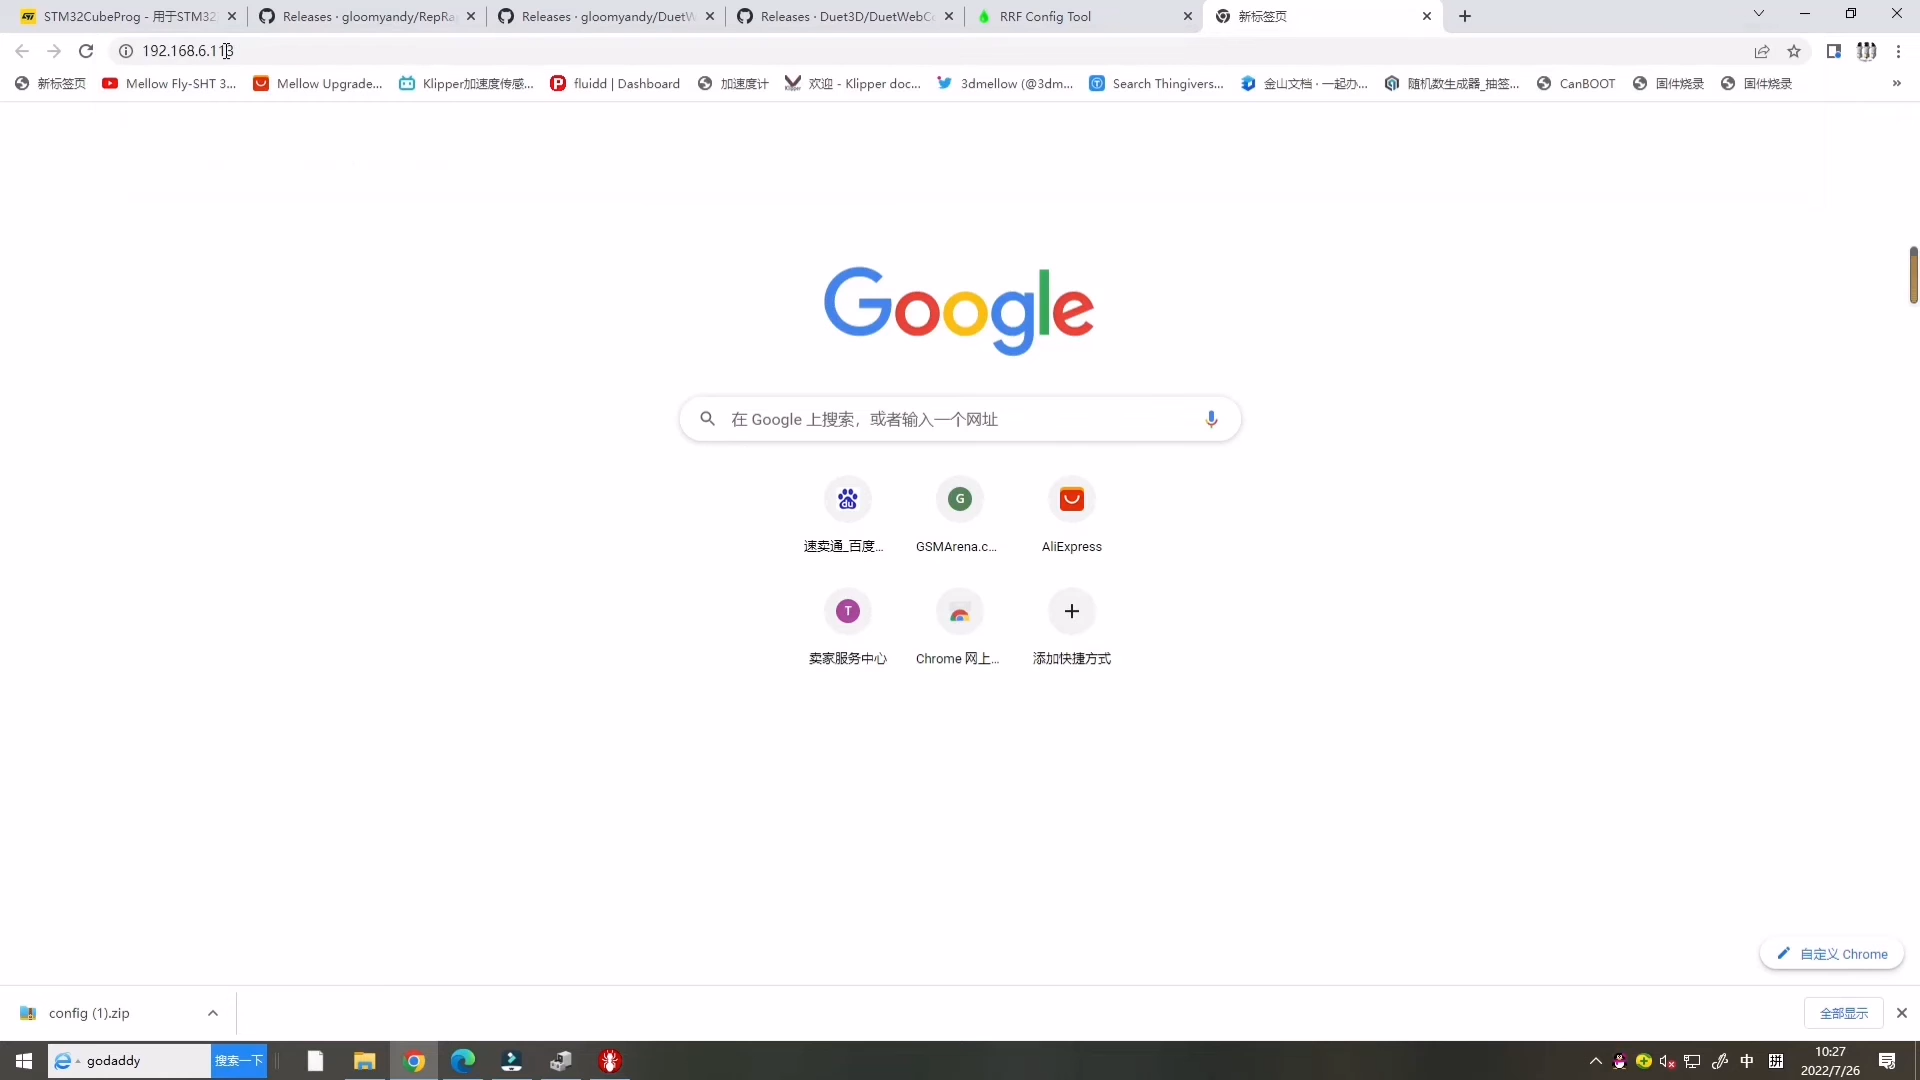 STM32CubeProg - 用于STM32
Releases · gloomyandy/RepRa
Releases · gloomyandy/DuetW
Releases · Duet3D/DuetWebCo
RRF Config Tool
新标签页
192.168.6.113
新标签页
Mellow Fly-SHT 3...
Mellow Upgrade...
Klipper加速度传感...
fluidd | Dashboard
加速度计
欢迎 - Klipper doc...
3dmellow (@3dm...
Search Thingivers...
金山文档 · 一起办...
随机数生成器_抽签...
CanBOOT
固件烧录
固件烧录
»
Google
在 Google 上搜索，或者输入一个网址
速卖通_百度...
G
GSMArena.c...
AliExpress
T
卖家服务中心
Chrome 网上...
添加快捷方式
自定义 Chrome
config (1).zip
全部显示
godaddy
搜索一下
中
拼
10:27
2022/7/26